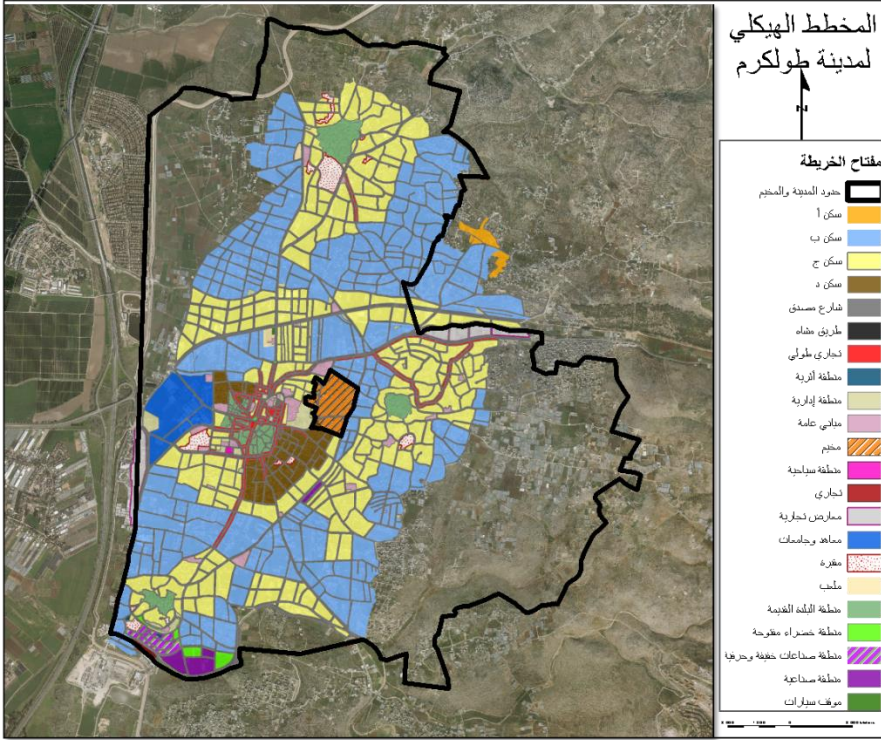 المخطط الهيكلي
لمدينة طولكرم
مفتاح الخريطة
حدود المدينة والمخيم
سكن أ
سكن ب
سكن ج
سكن د
شارع مصدق
طريق مشاه
تجاري طولي
منطقة أثرية
منطقة إدارية
مباني عامة
مخيم
منطقة سياحية
تجاري
معارض تجارية
معاهد وجامعات
مقبرة
ملعب
منطقة البلدة القديمة
منطقة خضراء مفتوحة
منطقة صناعات خفيفة وحرفية
منطقة صناعية
موقف سيارات